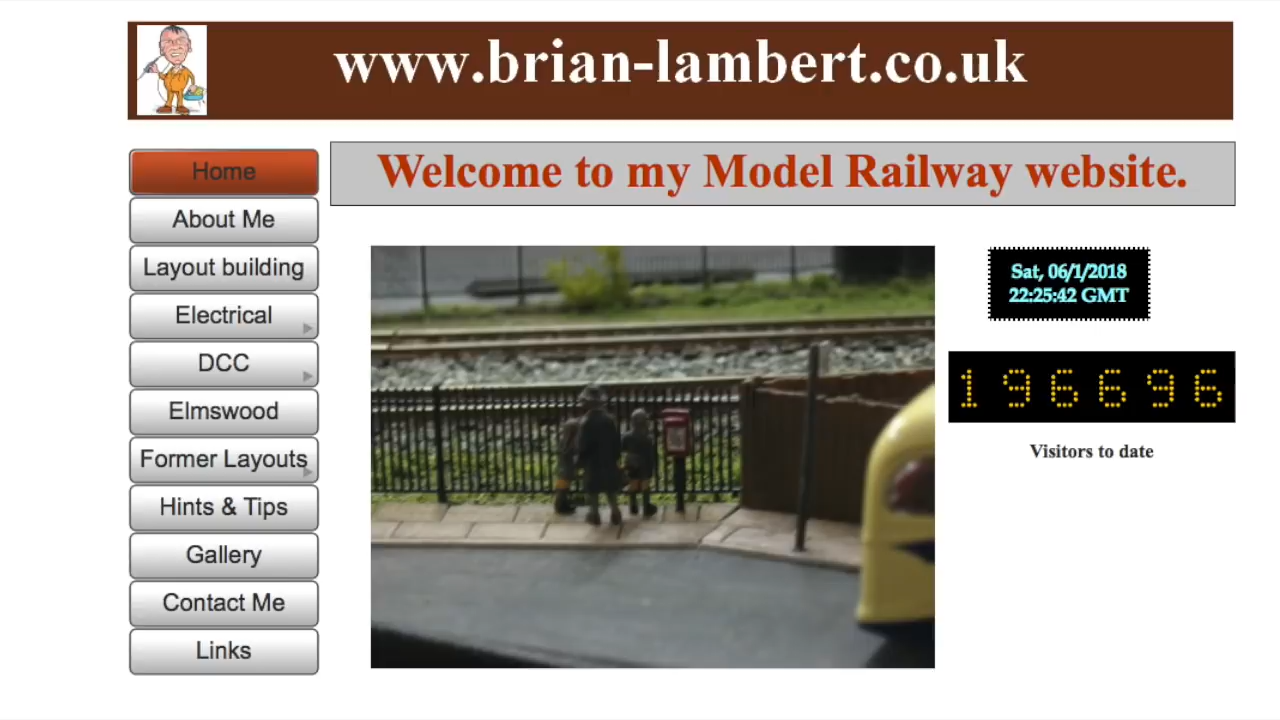 www.brian-lambert.co.uk
Home
Welcome to my Model Railway website.
About Me
Layout building
Electrical
DCC
Elmswood
Former Layouts
Hints & Tips
Gallery
Contact Me
Links
Sat, 06/1/2018
22:25:42 GMT
196696
Visitors to date